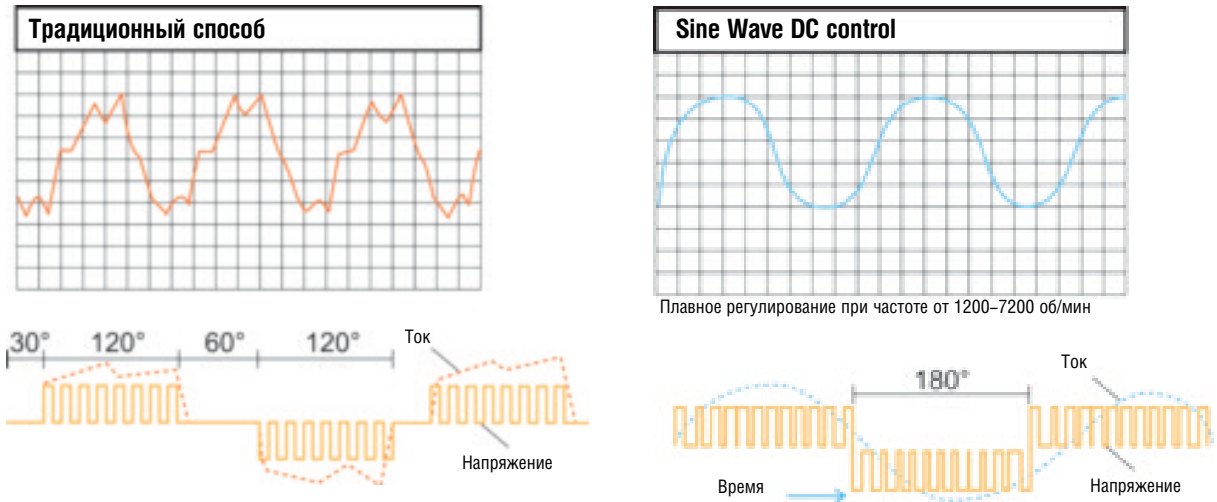 Традиционный способ
Sine Wave DC control
Плавное регулирование при частоте от 1200–7200 об/мин
30° 120° 60° 120°
Ток
Напряжение
180°
Ток
Время
Напряжение